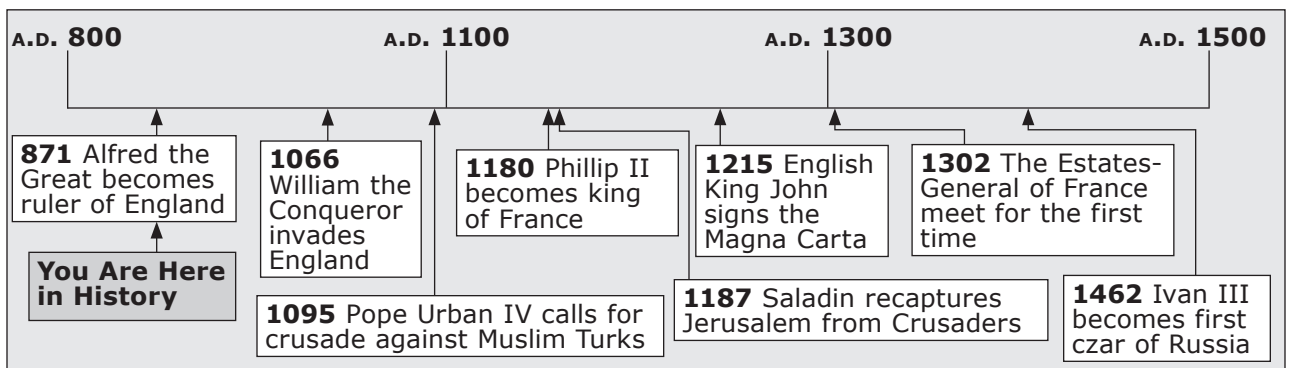 A.D. 800
A.D. 1100
A.D. 1300
A.D. 1500
871 Alfred the
Great becomes
ruler of England
You Are Here
in History
1066
William the
Conqueror
invades
England
1095 Pope Urban IV calls for
crusade against Muslim Turks
1180 Phillip II
becomes king
of France
1187 Saladin recaptures
Jerusalem from Crusaders
1215 English
King John
signs the
Magna Carta
1302 The Estates-
General of France
meet for the first
time
1462 Ivan III
becomes first
czar of Russia